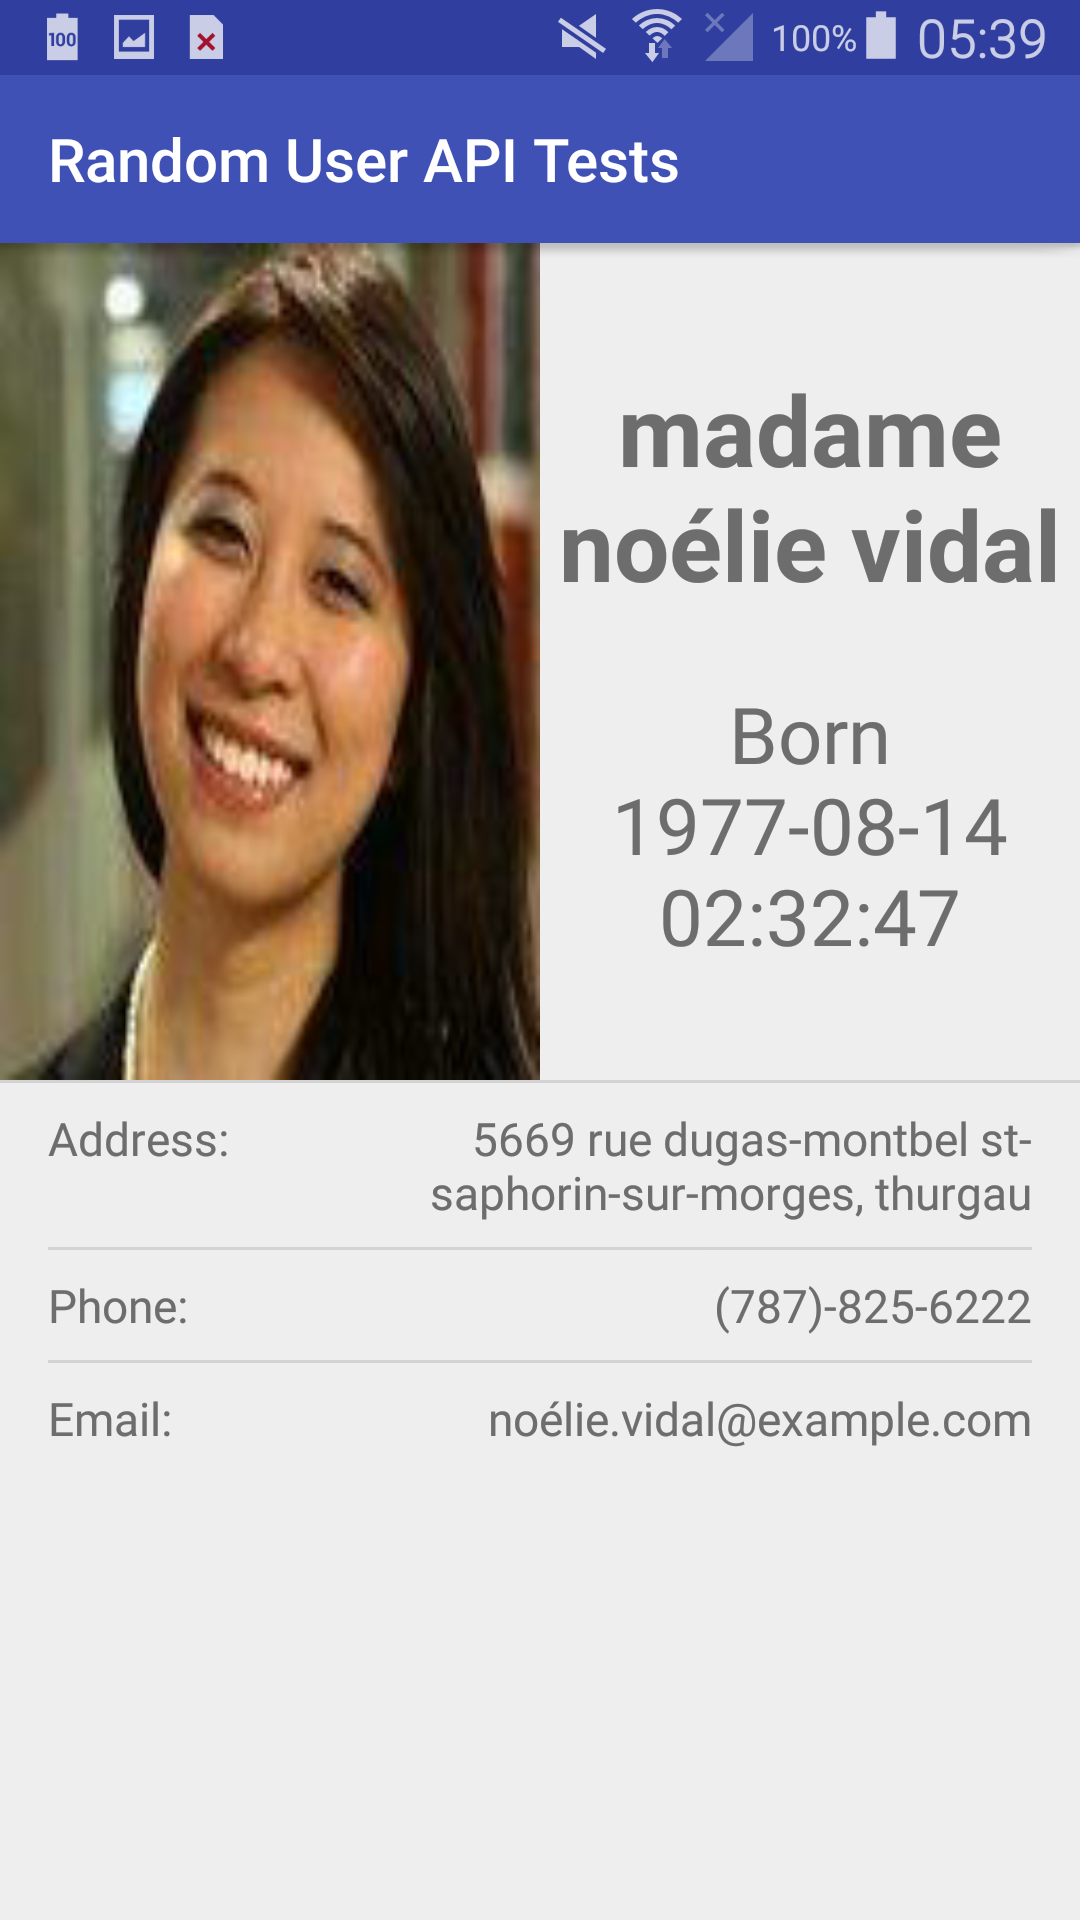 100 100% 05:39
Random User API Tests
madame
noélie vidal
Born
1977-08-14
02:32:47
Address: 5669 rue dugas-montbel st-
saphorin-sur-morges, thurgau
Phone: (787)-825-6222
Email: noélie.vidal@example.com